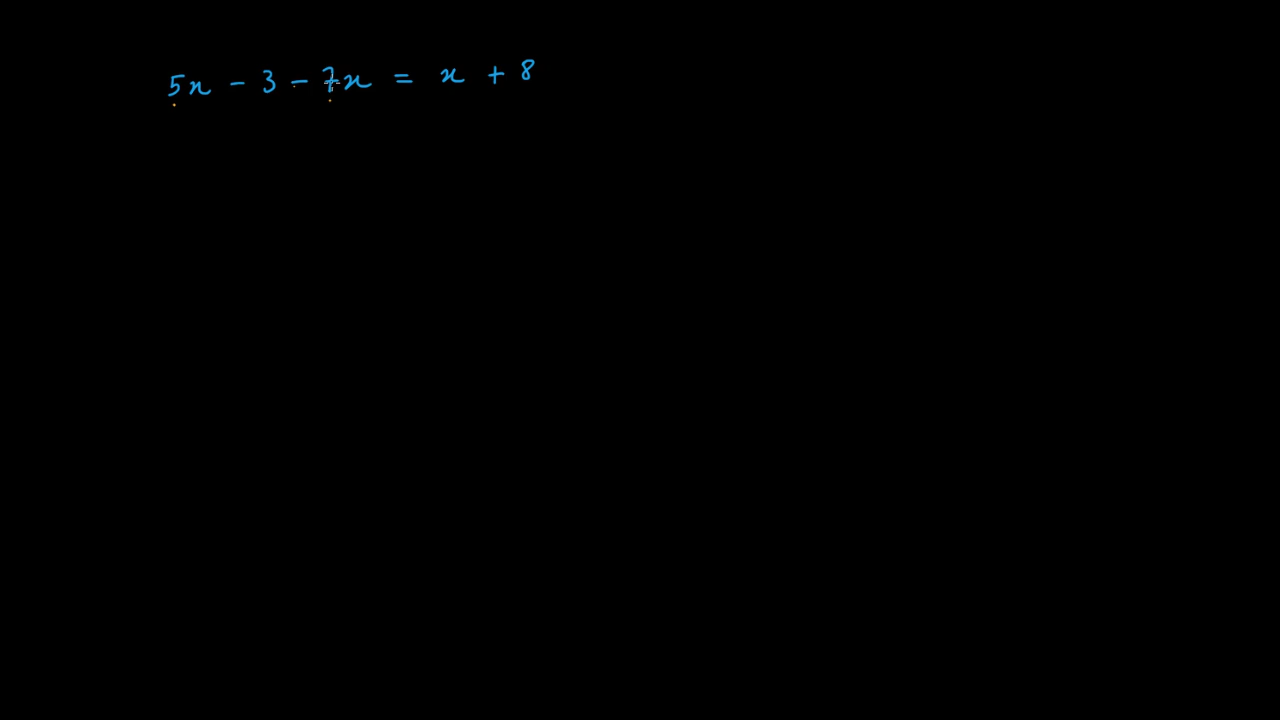 5x - 3 - 7x = x + 8